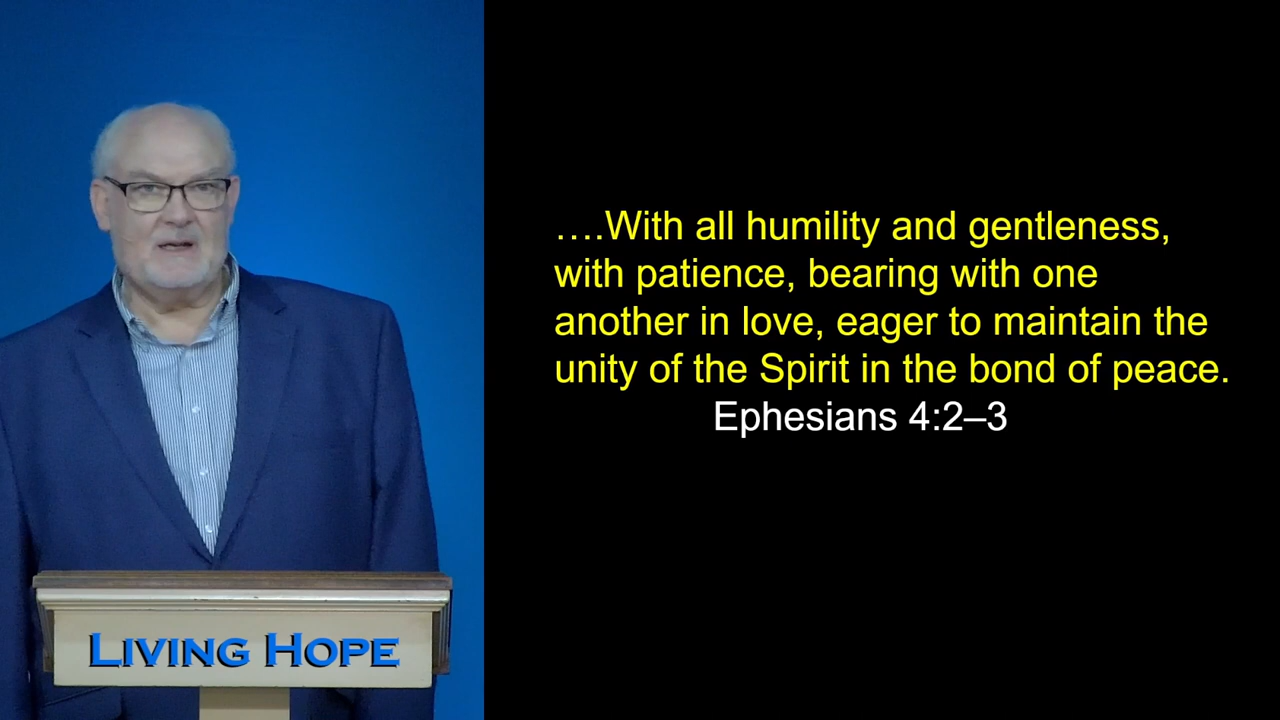 ….With all humility and gentleness,
with patience, bearing with one
another in love, eager to maintain the
unity of the Spirit in the bond of peace.
Ephesians 4:2–3
LIVING HOPE